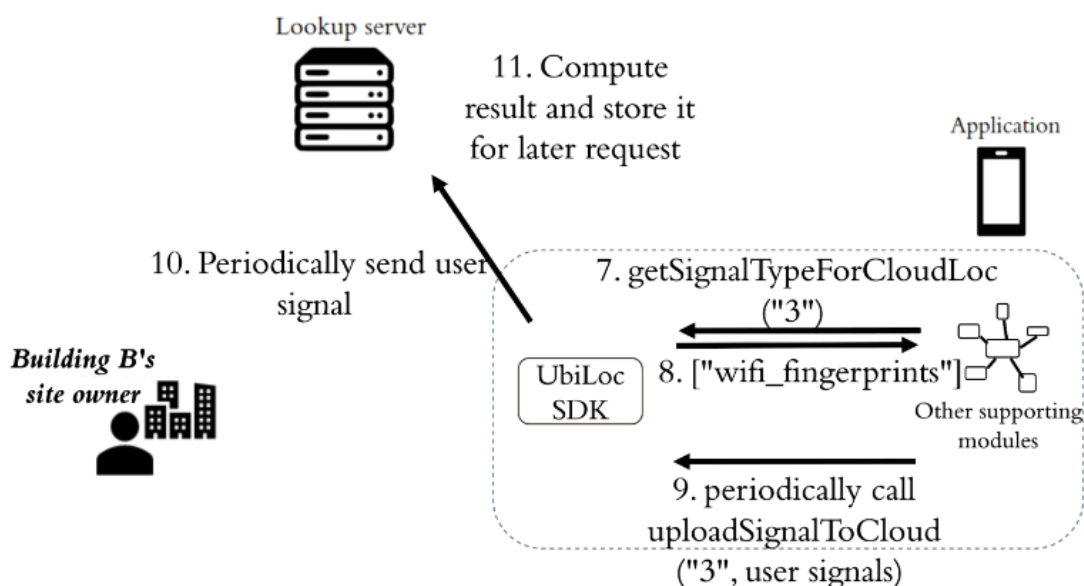 Lookup server
11. Compute
result and store it
for later request
Application
10. Periodically send user
signal
7. getSignalTypeForCloudLoc
("3")
Building B's
site owner
UbiLoc
SDK
8. ["wifi_fingerprints"]
Other supporting
modules
9. periodically call
uploadSignalToCloud
("3", user signals)